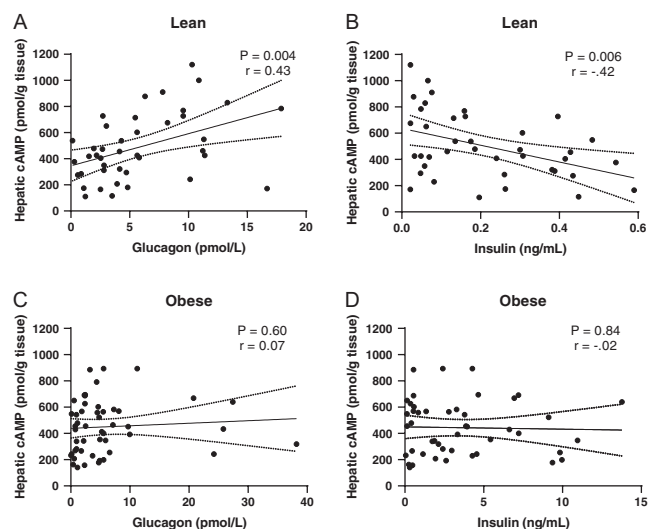 A
Lean
Hepatic cAMP (pmol/g tissue)
1200
1000
800
600
400
200
0
P = 0.004
r = 0.43
0 5 10 15 20
Glucagon (pmol/L)
B
Lean
Hepatic cAMP (pmol/g tissue)
1200
1000
800
600
400
200
0
P = 0.006
r = -.42
0.0 0.2 0.4 0.6
Insulin (ng/mL)
C
Obese
Hepatic cAMP (pmol/g tissue)
1200
1000
800
600
400
200
0
P = 0.60
r = 0.07
0 10 20 30 40
Glucagon (pmol/L)
D
Obese
Hepatic cAMP (pmol/g tissue)
1200
1000
800
600
400
200
0
P = 0.84
r = -.02
0 5 10 15
Insulin (ng/mL)